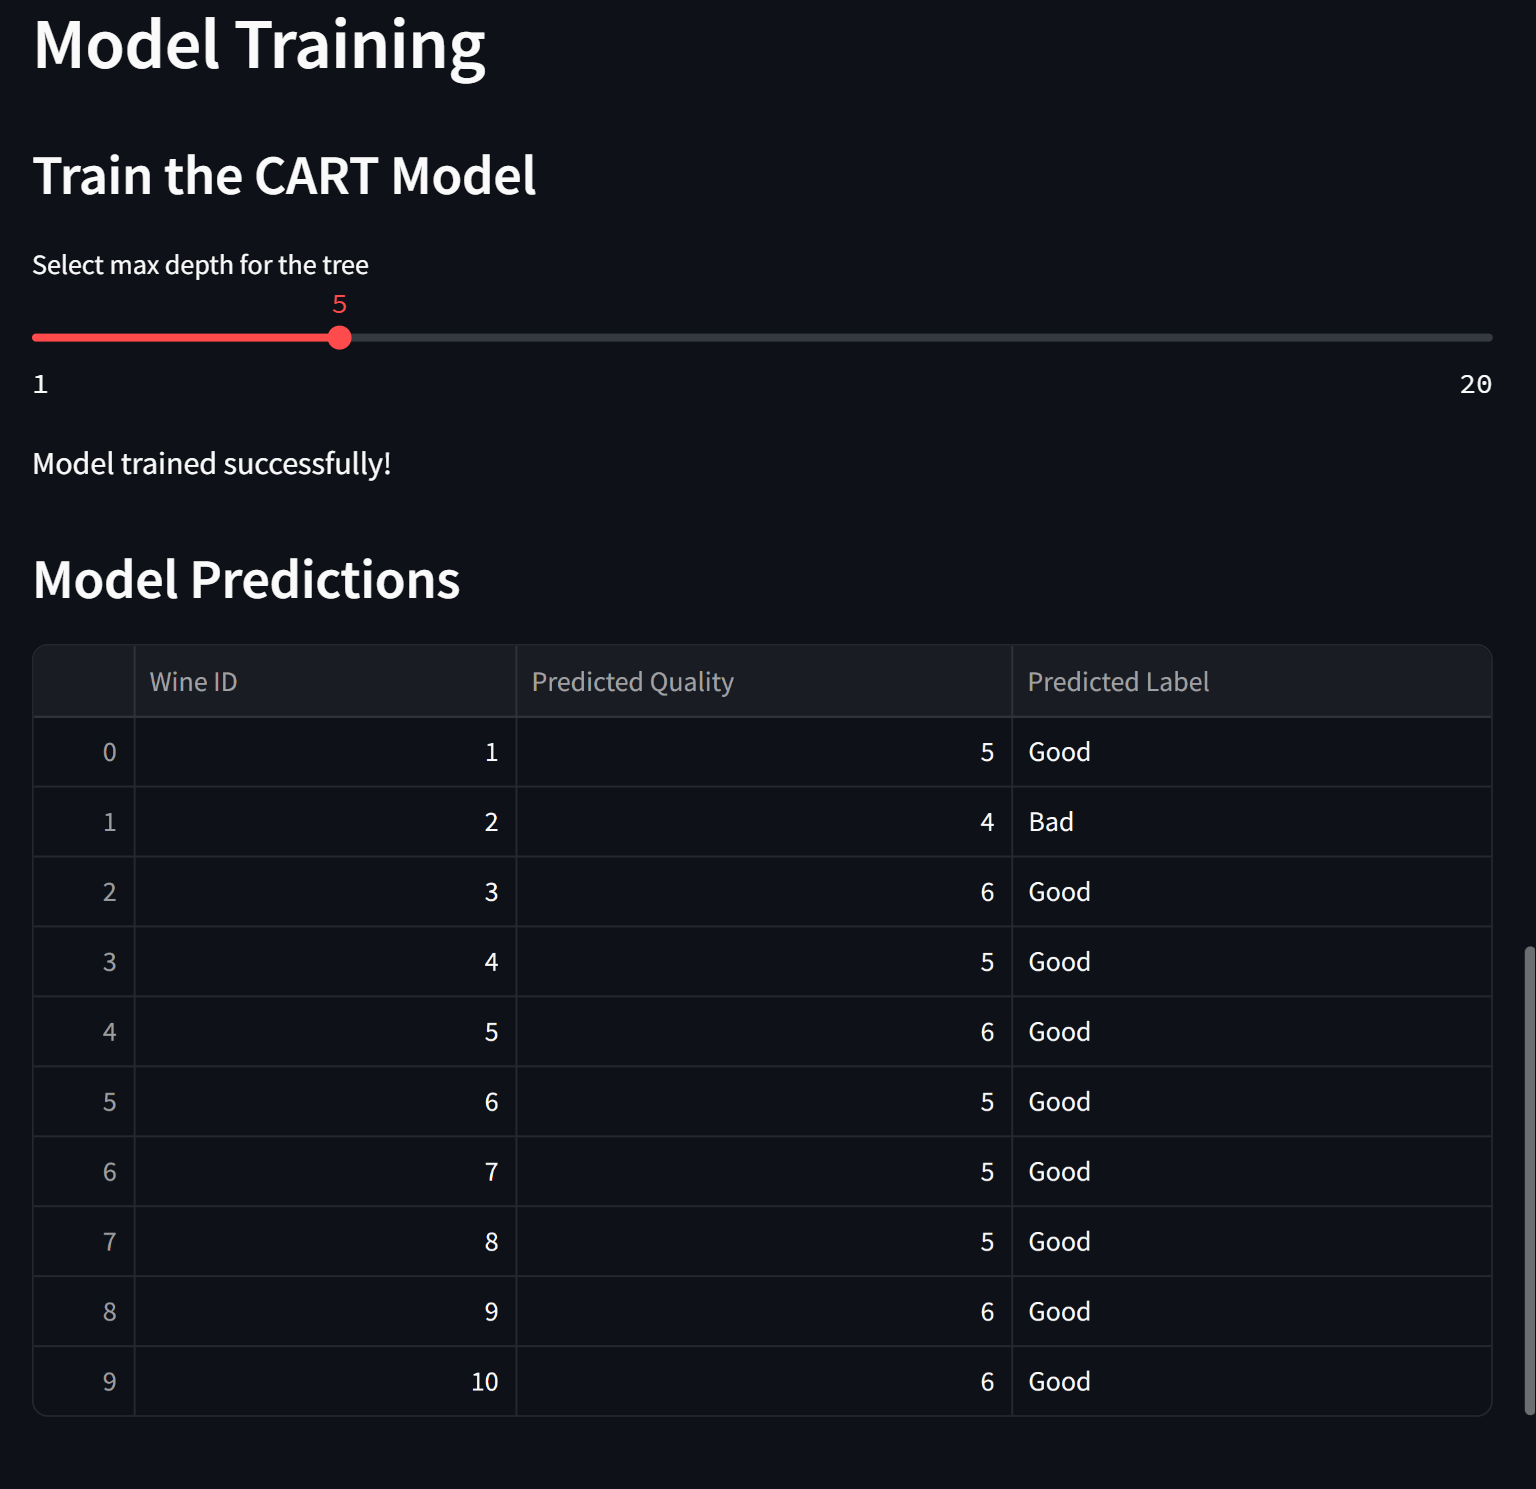 Model Training
Train the CART Model
Select max depth for the tree
5
1 20
Model trained successfully!
Model Predictions
Wine ID Predicted Quality Predicted Label
0 1 5 Good
1 2 4 Bad
2 3 6 Good
3 4 5 Good
4 5 6 Good
5 6 5 Good
6 7 5 Good
7 8 5 Good
8 9 6 Good
9 10 6 Good